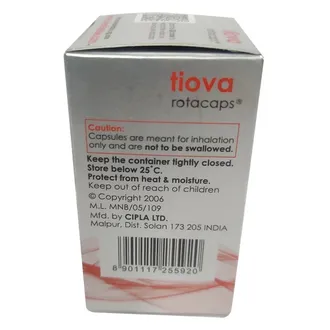 tiova
rotacaps®
Caution:
Capsules are meant for inhalation
only and are not to be swallowed.
Keep the container tightly closed.
Store below 25°C.
Protect from heat & moisture.
Keep out of reach of children
© Copyright 2006
M.L. MNB/05/109
Mfd. by CIPLA LTD.
Malpur, Dist. Solan 173 205 INDIA
8 901117 255920